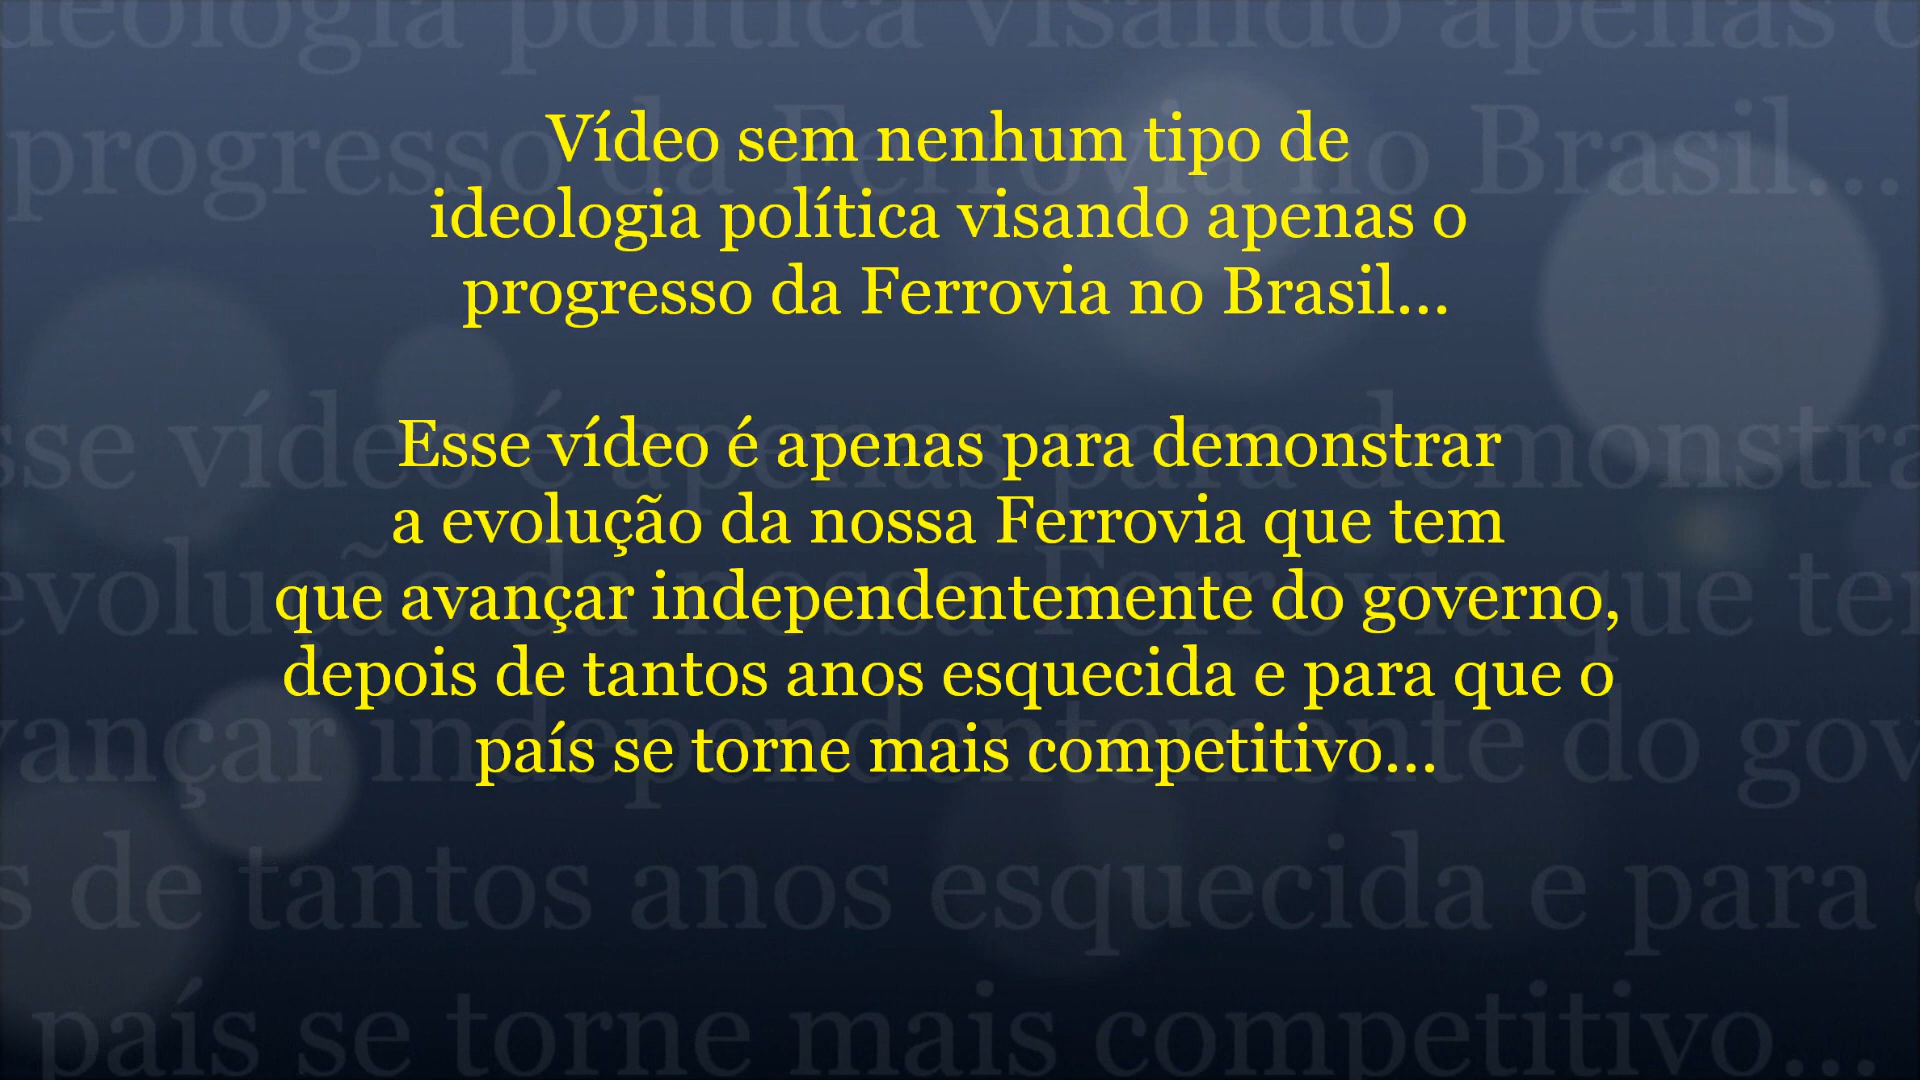 Vídeo sem nenhum tipo de
ideologia política visando apenas o
progresso da Ferrovia no Brasil...
Esse vídeo é apenas para demonstrar
a evolução da nossa Ferrovia que tem
que avançar independentemente do governo,
depois de tantos anos esquecida e para que o
país se torne mais competitivo...